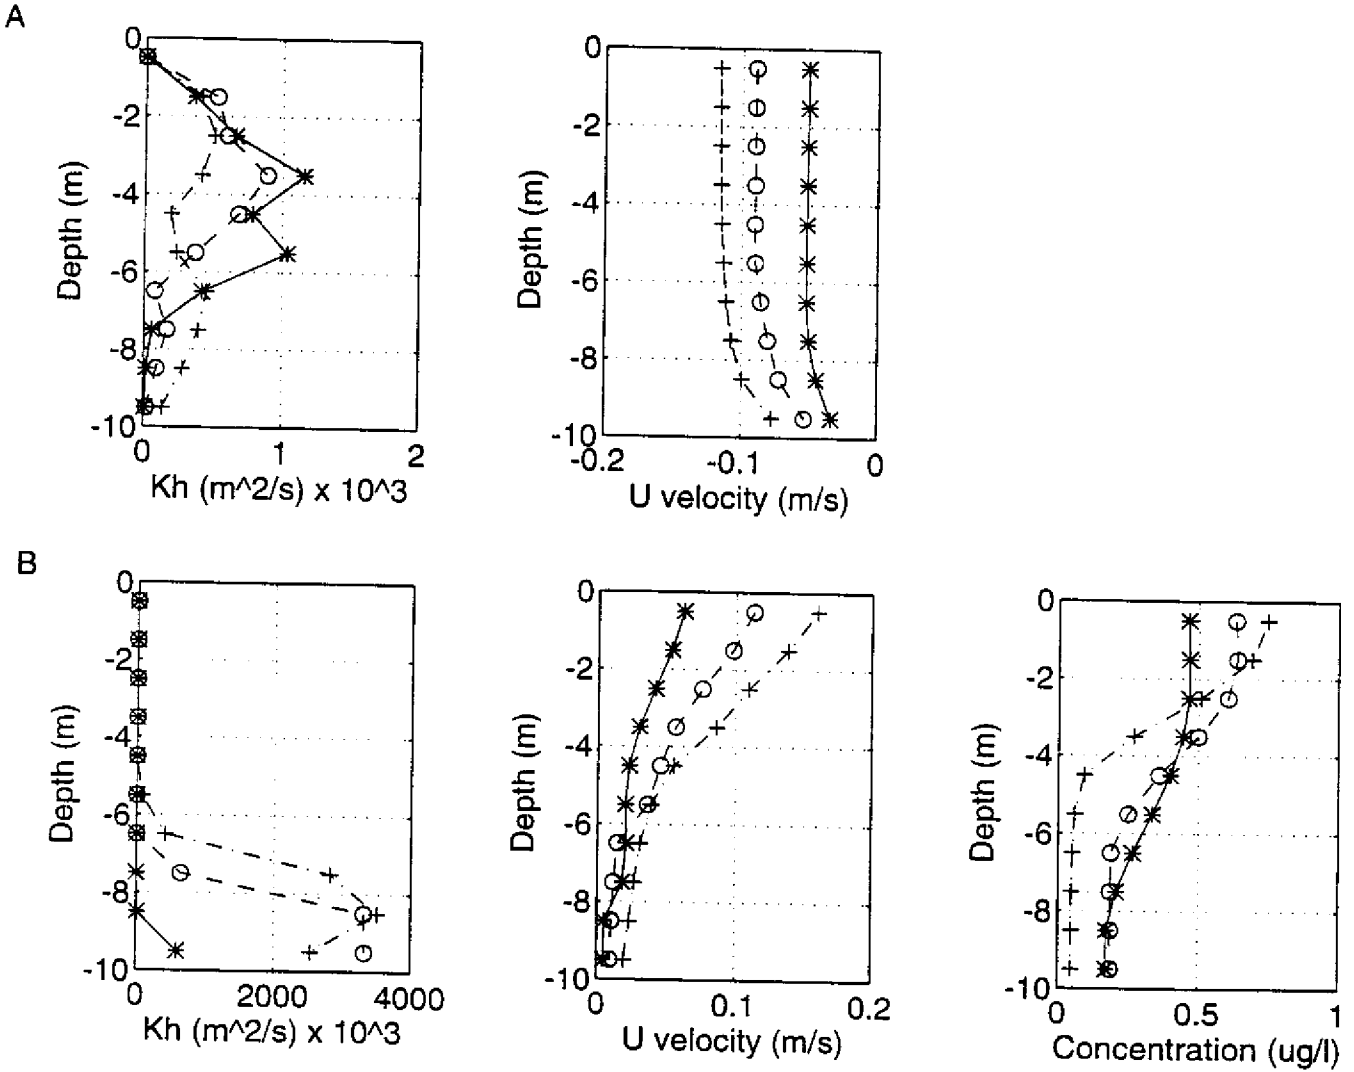 A
0
-2
-4
-6
-8
-10
Depth (m)
0 1 2
Kh (m^2/s) x 10^3
0
-2
-4
-6
-8
-10
Depth (m)
-0.2 -0.1 0
U velocity (m/s)
B
0
-2
-4
-6
-8
-10
Depth (m)
0 2000 4000
Kh (m^2/s) x 10^3
0
-2
-4
-6
-8
-10
Depth (m)
0 0.1 0.2
U velocity (m/s)
0
-2
-4
-6
-8
-10
Depth (m)
0 0.5 1
Concentration (ug/l)